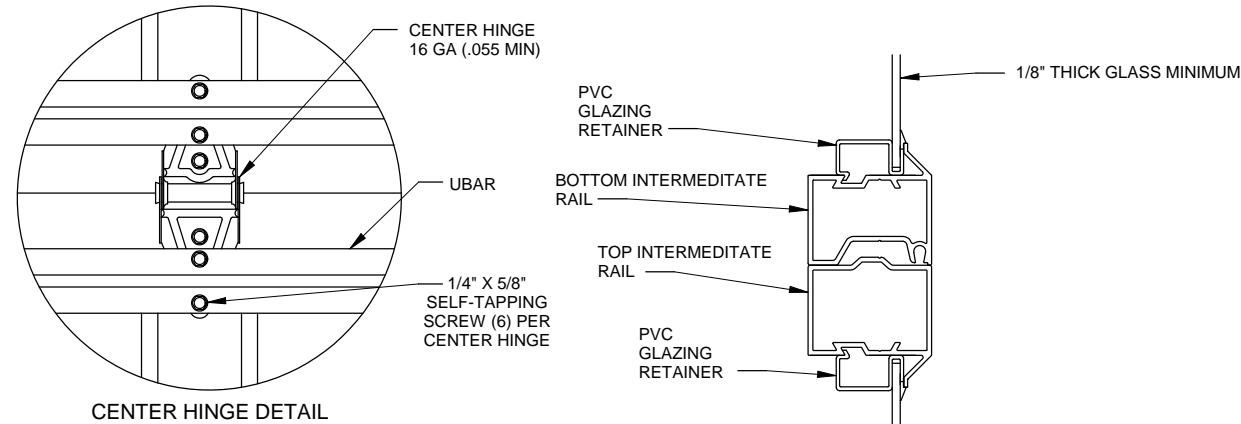 CENTER HINGE
16 GA (.055 MIN)
UBAR
1/4" X 5/8"
SELF-TAPPING
SCREW (6) PER
CENTER HINGE
CENTER HINGE DETAIL
1/8" THICK GLASS MINIMUM
PVC
GLAZING
RETAINER
BOTTOM INTERMEDITATE
RAIL
TOP INTERMEDITATE
RAIL
PVC
GLAZING
RETAINER